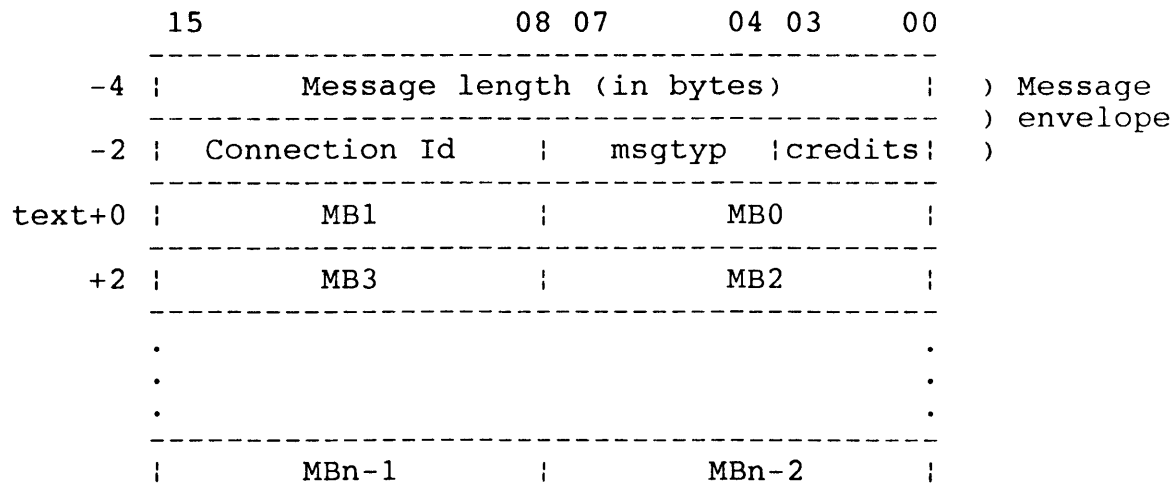 15 08 07 04 03 00
-4 | Message length (in bytes) | ) Message
) envelope
-2 | Connection Id | msgtyp |credits| )
text+0 | MB1 | MB0 |
+2 | MB3 | MB2 |
. .
. .
. .
| MBn-1 | MBn-2 |